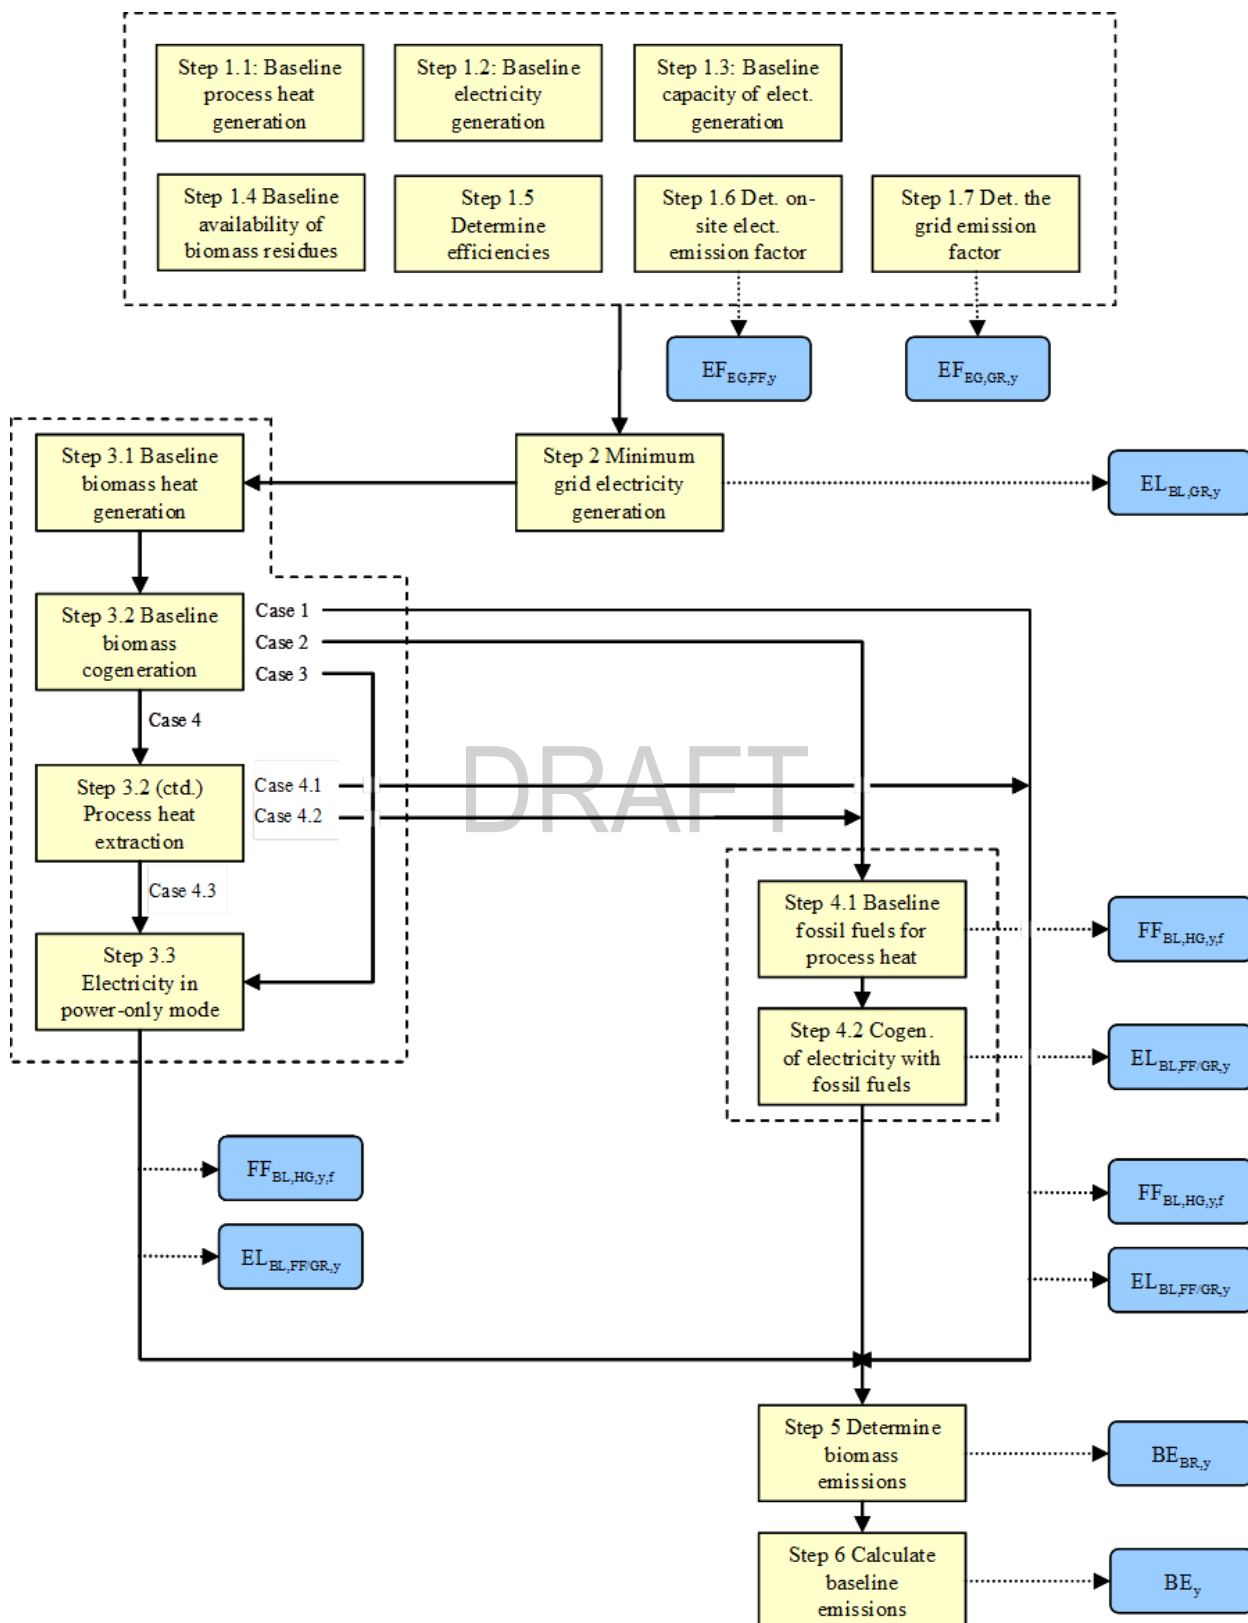 Step 1.1: Baseline
process heat
generation
Step 1.2: Baseline
electricity
generation
Step 1.3: Baseline
capacity of elect.
generation
Step 1.4 Baseline
availability of
biomass residues
Step 1.5
Determine
efficiencies
Step 1.6 Det. on-
site elect.
emission factor
Step 1.7 Det. the
grid emission
factor
EF EG,FF,y
EF EG,GR,y
Step 3.1 Baseline
biomass heat
generation
Step 2 Minimum
grid electricity
generation
EL BL,GR,y
Step 3.2 Baseline
biomass
cogeneration
Case 1
Case 2
Case 3
Case 4
DRAFT
Step 3.2 (ctd.)
Process heat
extraction
Case 4.1
Case 4.2
Case 4.3
Step 3.3
Electricity in
power-only mode
Step 4.1 Baseline
fossil fuels for
process heat
FF BL,HG,y,f
Step 4.2 Cogen.
of electricity with
fossil fuels
EL BL,FF/GR,y
FF BL,HG,y,f
EL BL,FF/GR,y
FF BL,HG,y,f
EL BL,FF/GR,y
Step 5 Determine
biomass
emissions
BE BR,y
Step 6 Calculate
baseline
emissions
BE y